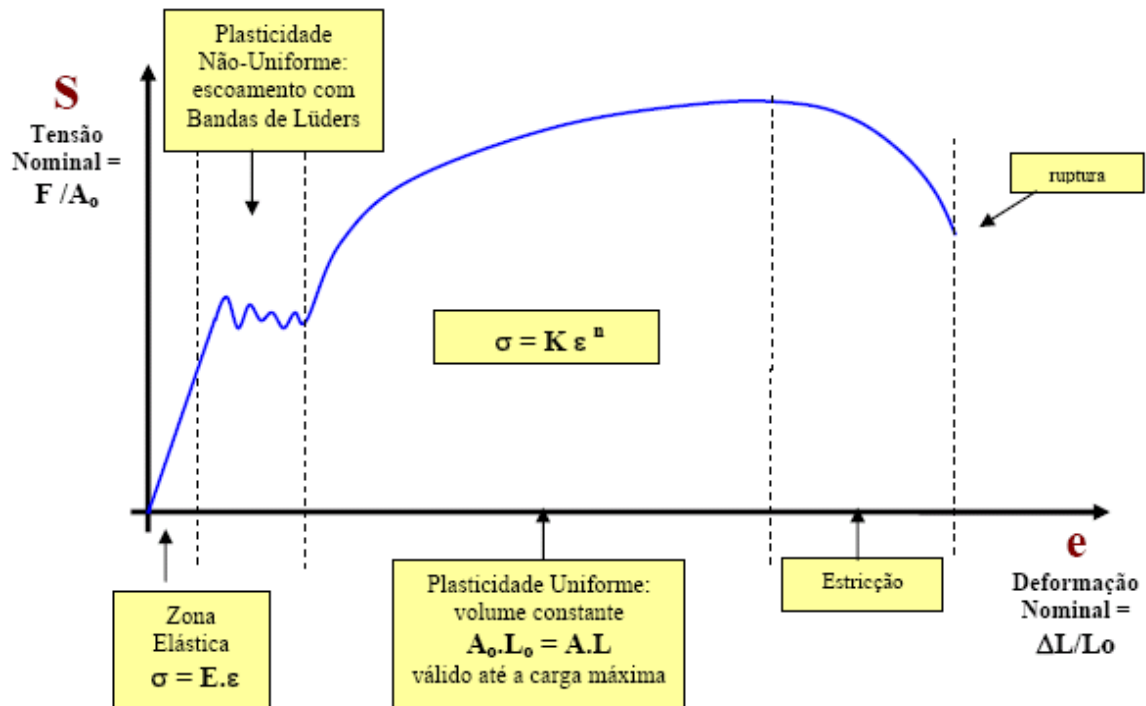 Plasticidade
Não-Uniforme:
escoamento com
Bandas de Lüders
S
Tensão
Nominal =
F /Aₒ
ruptura
σ = K ε ⁿ
e
Deformação
Nominal =
ΔL/Lo
Zona
Elástica
σ = E.ε
Plasticidade Uniforme:
volume constante
Aₒ.Lₒ = A.L
válido até a carga máxima
Estricção